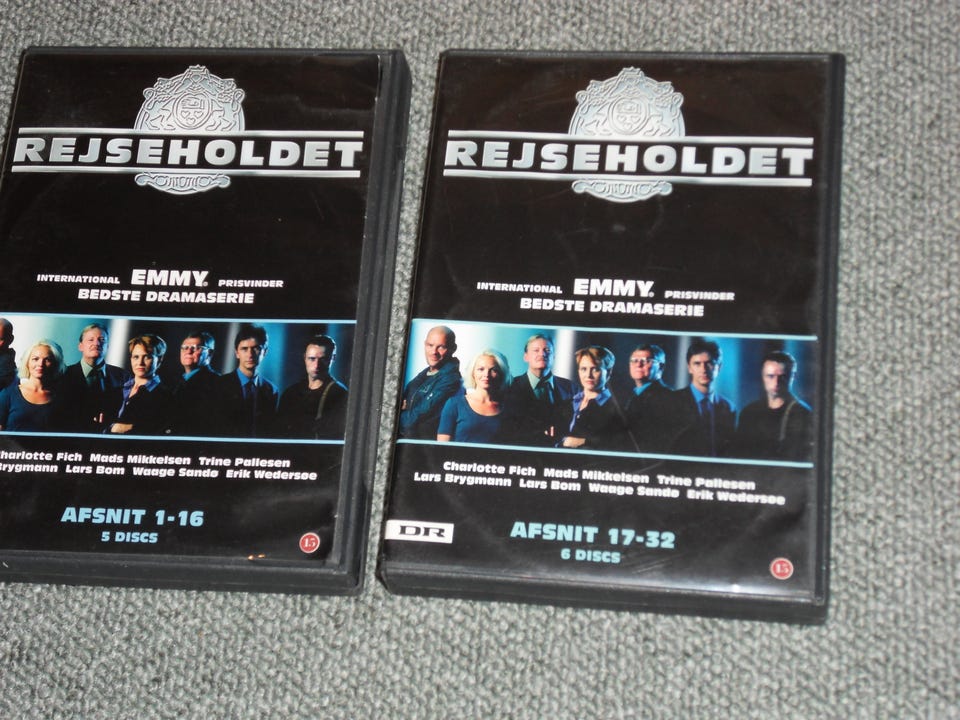 REJSEHOLDET
INTERNATIONAL EMMY® PRISVINDER
BEDSTE DRAMASERIE
Charlotte Fich Mads Mikkelsen Trine Pallesen
Brygmann Lars Bom Waage Sandø Erik Wedersøe
AFSNIT 1-16
5 DISCS
15
REJSEHOLDET
INTERNATIONAL EMMY® PRISVINDER
BEDSTE DRAMASERIE
Charlotte Fich Mads Mikkelsen Trine Pallesen
Lars Brygmann Lars Bom Waage Sandø Erik Wedersøe
DR
AFSNIT 17-32
6 DISCS
15